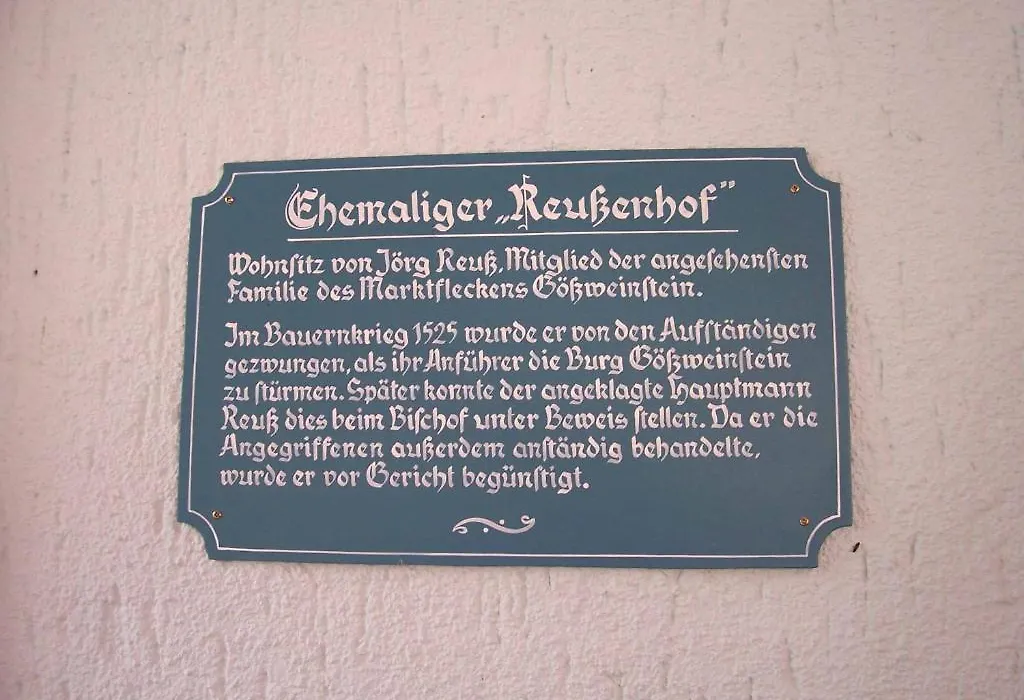 Ehemaliger „Reußenhof”
Wohnsitz von Jörg Reuß, Mitglied der angesehensten
Familie des Marktfleckens Gößweinstein.
Im Bauernkrieg 1525 wurde er von den Aufständigen
gezwungen, als ihr Anführer die Burg Gößweinstein
zu stürmen. Später konnte der angeklagte Hauptmann
Reuß dies beim Bischof unter Beweis stellen. Da er die
Angegriffenen außerdem anständig behandelte,
wurde er vor Gericht begünstigt.